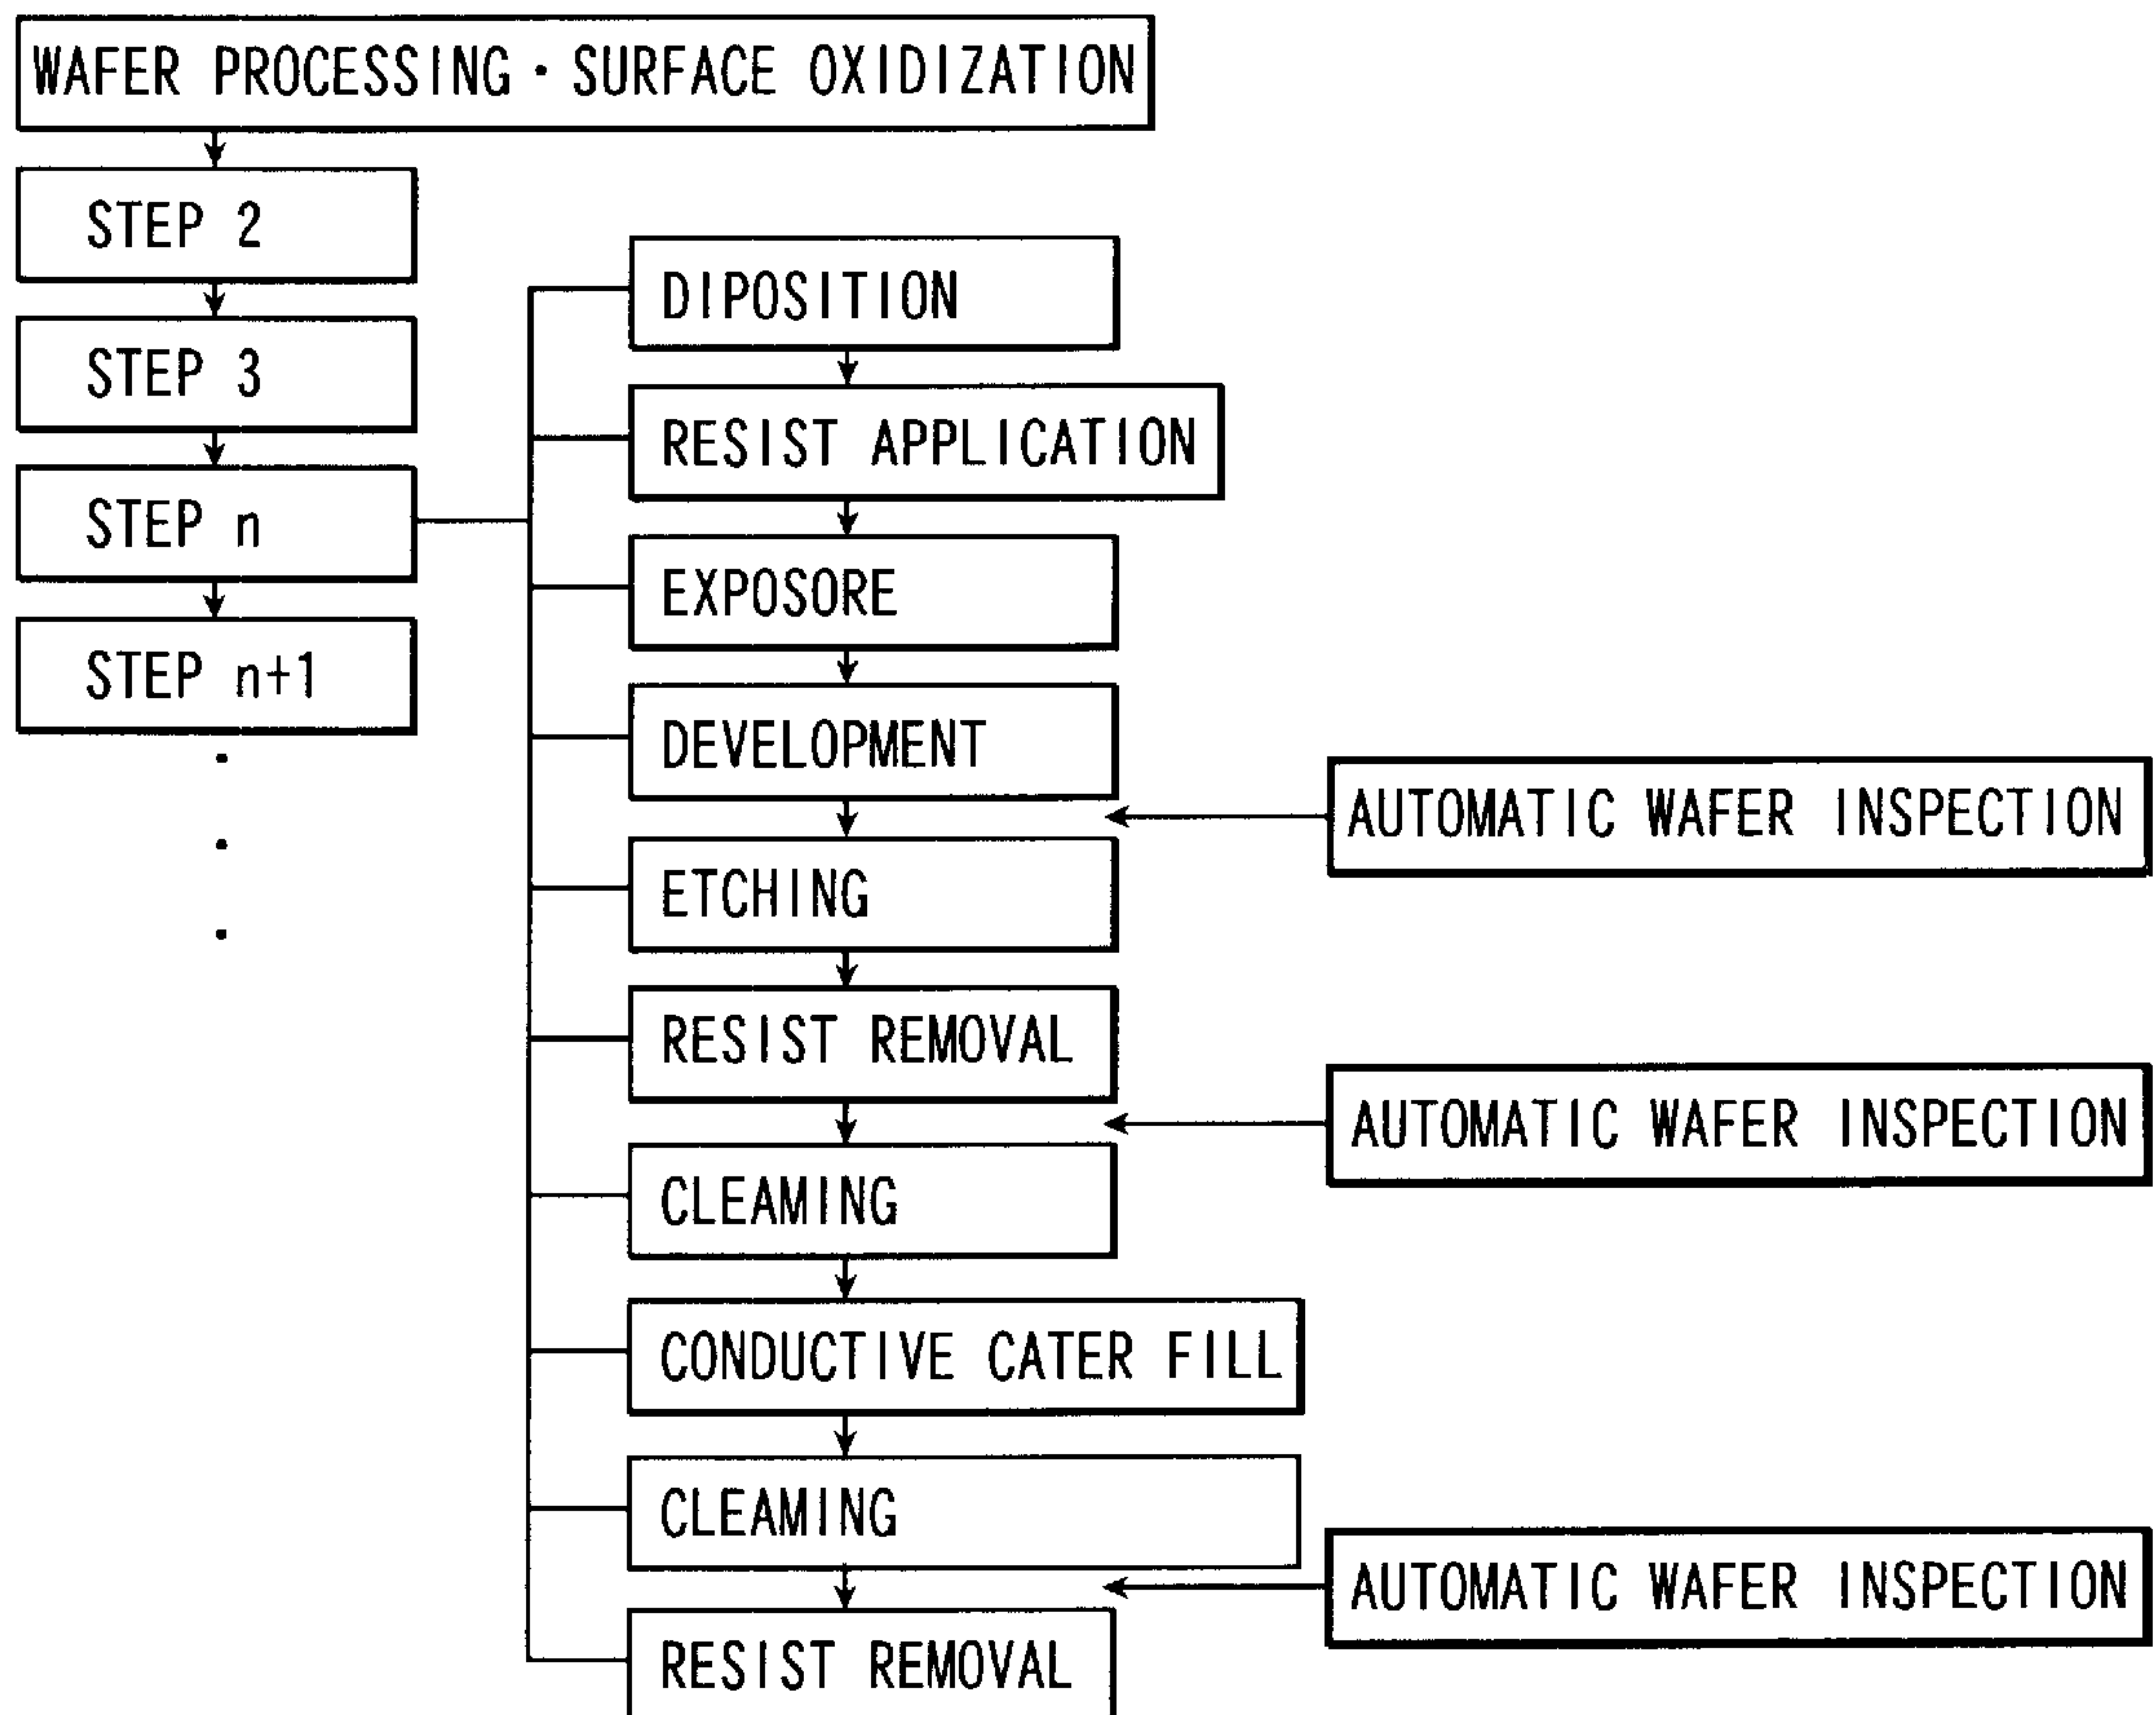 WAFER PROCESSING・SURFACE OXIDIZATION
STEP 2
STEP 3
STEP n
STEP n+1
DIPOSITION
RESIST APPLICATION
EXPOSORE
DEVELOPMENT
AUTOMATIC WAFER INSPECTION
ETCHING
RESIST REMOVAL
AUTOMATIC WAFER INSPECTION
CLEAMING
CONDUCTIVE CATER FILL
CLEAMING
AUTOMATIC WAFER INSPECTION
RESIST REMOVAL